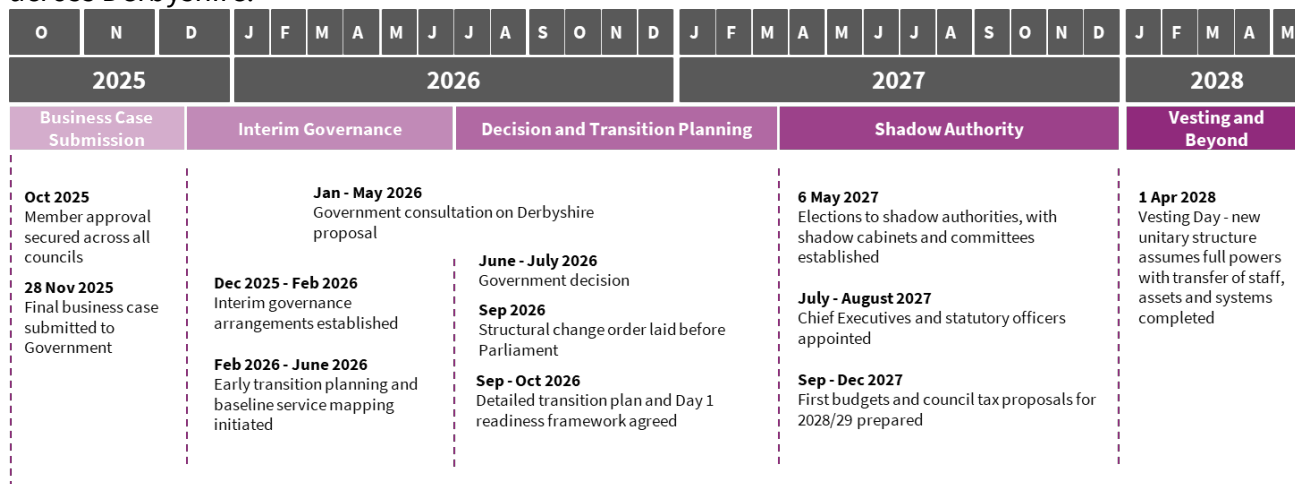 across Derbyshire.
O N D J F M A M J J A S O N D J F M A M J J A S O N D J F M A M
2025 2026 2027 2028
Business Case
Submission
Interim Governance
Decision and Transition Planning
Shadow Authority
Vesting and
Beyond
Oct 2025
Member approval
secured across all
councils
28 Nov 2025
Final business case
submitted to
Government
Jan - May 2026
Government consultation on Derbyshire
proposal
Dec 2025 - Feb 2026
Interim governance
arrangements established
Feb 2026 - June 2026
Early transition planning and
baseline service mapping
initiated
June - July 2026
Government decision
Sep 2026
Structural change order laid before
Parliament
Sep - Oct 2026
Detailed transition plan and Day 1
readiness framework agreed
6 May 2027
Elections to shadow authorities, with
shadow cabinets and committees
established
July - August 2027
Chief Executives and statutory officers
appointed
Sep - Dec 2027
First budgets and council tax proposals for
2028/29 prepared
1 Apr 2028
Vesting Day - new
unitary structure
assumes full powers
with transfer of staff,
assets and systems
completed